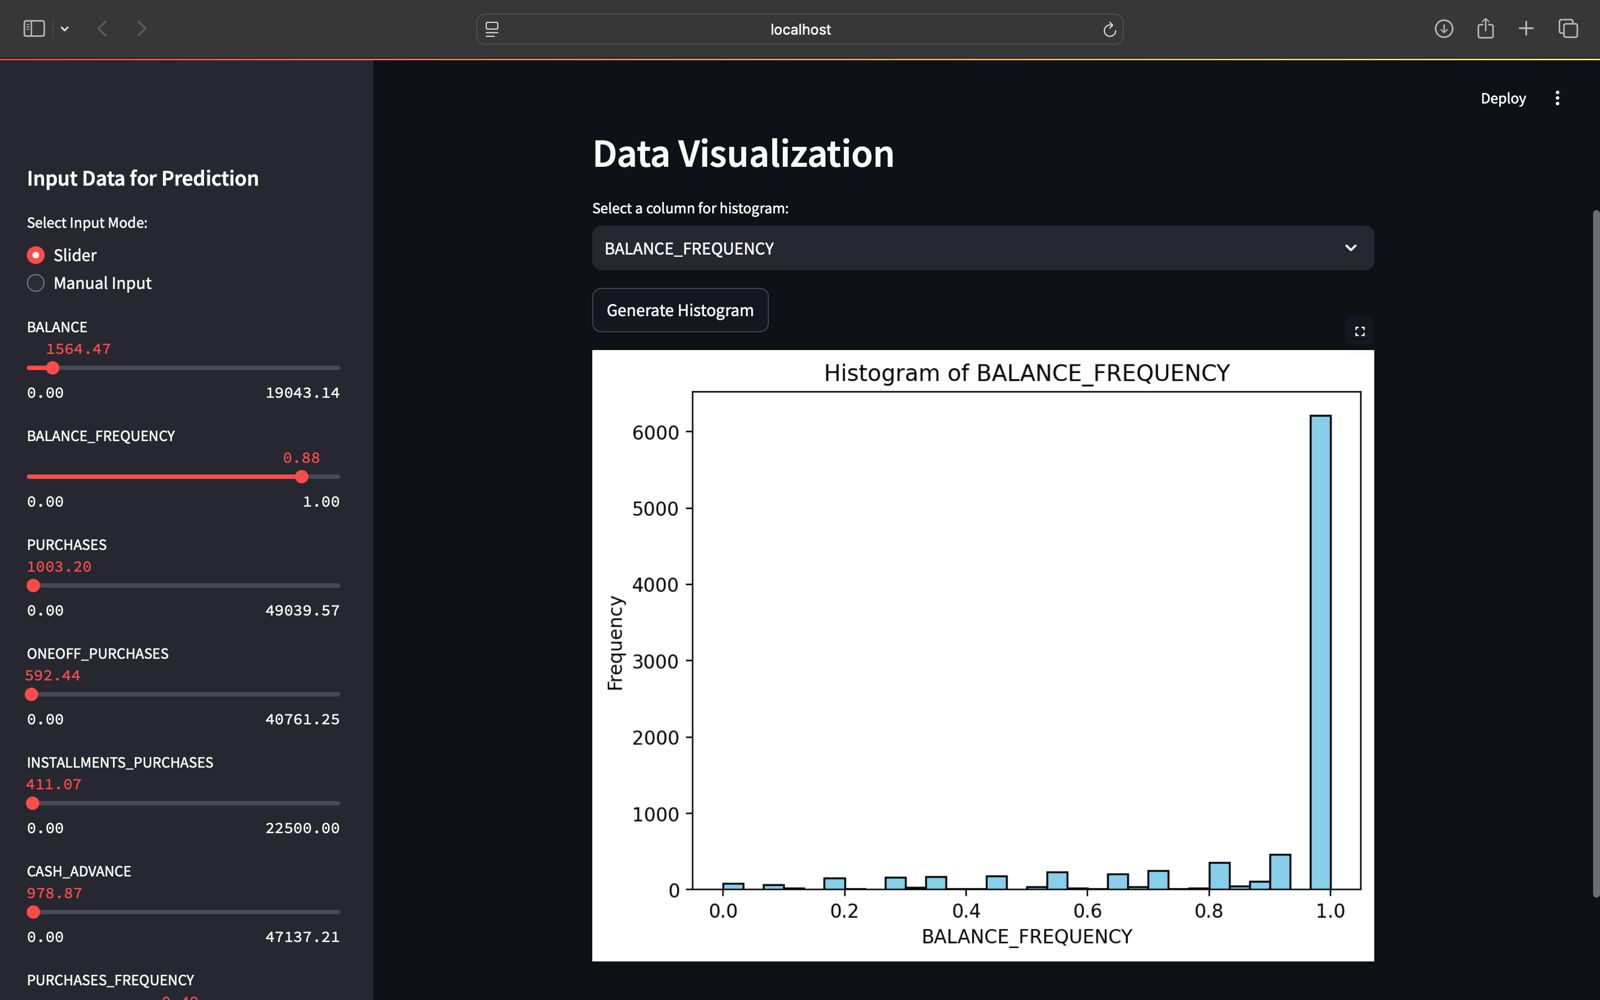 localhost
Deploy
Input Data for Prediction
Select Input Mode:
Slider
Manual Input
BALANCE
1564.47
0.00 19043.14
BALANCE_FREQUENCY
0.88
0.00 1.00
PURCHASES
1003.20
0.00 49039.57
ONEOFF_PURCHASES
592.44
0.00 40761.25
INSTALLMENTS_PURCHASES
411.07
0.00 22500.00
CASH_ADVANCE
978.87
0.00 47137.21
PURCHASES_FREQUENCY
Data Visualization
Select a column for histogram:
BALANCE_FREQUENCY
Generate Histogram
Histogram of BALANCE_FREQUENCY
Frequency
6000
5000
4000
3000
2000
1000
0
0.0 0.2 0.4 0.6 0.8 1.0
BALANCE_FREQUENCY